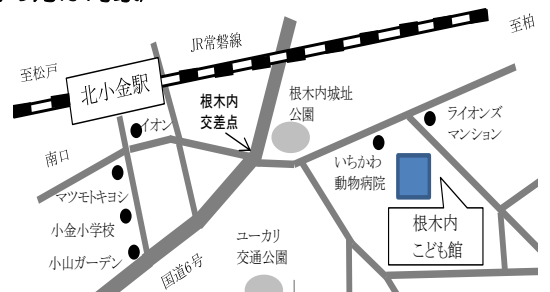 JR常磐線
至柏
至松戸
北小金駅
根木内
交差点
根木内城址
公園
イオン
ライオンズ
マンション
南口
いちかわ
動物病院
マツモトキヨシ
小金小学校
小山ガーデン
ユーカリ
交通公園
国道6号
根木内
こども館